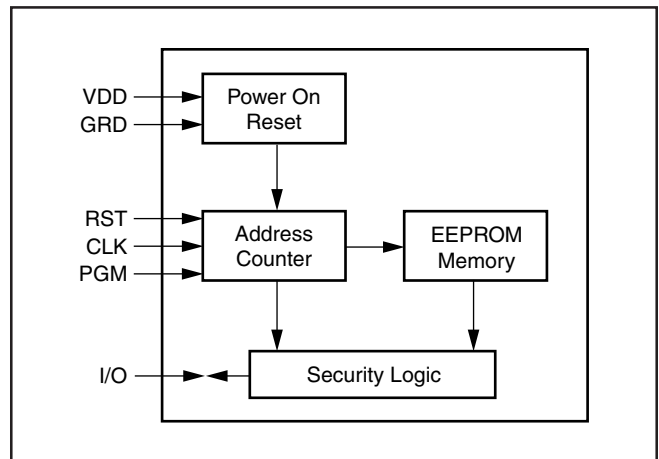 VDD
GRD
Power On
Reset
RST
CLK
PGM
Address
Counter
EEPROM
Memory
I/O
Security Logic